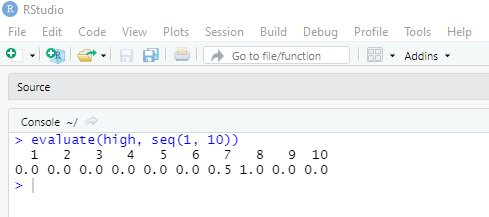 R RStudio
File Edit Code View Plots Session Build Debug Profile Tools Help
R Go to file/function Addins
Source
Console ~/
> evaluate(high, seq(1, 10))
1 2 3 4 5 6 7 8 9 10
0.0 0.0 0.0 0.0 0.0 0.0 0.5 1.0 0.0 0.0
>